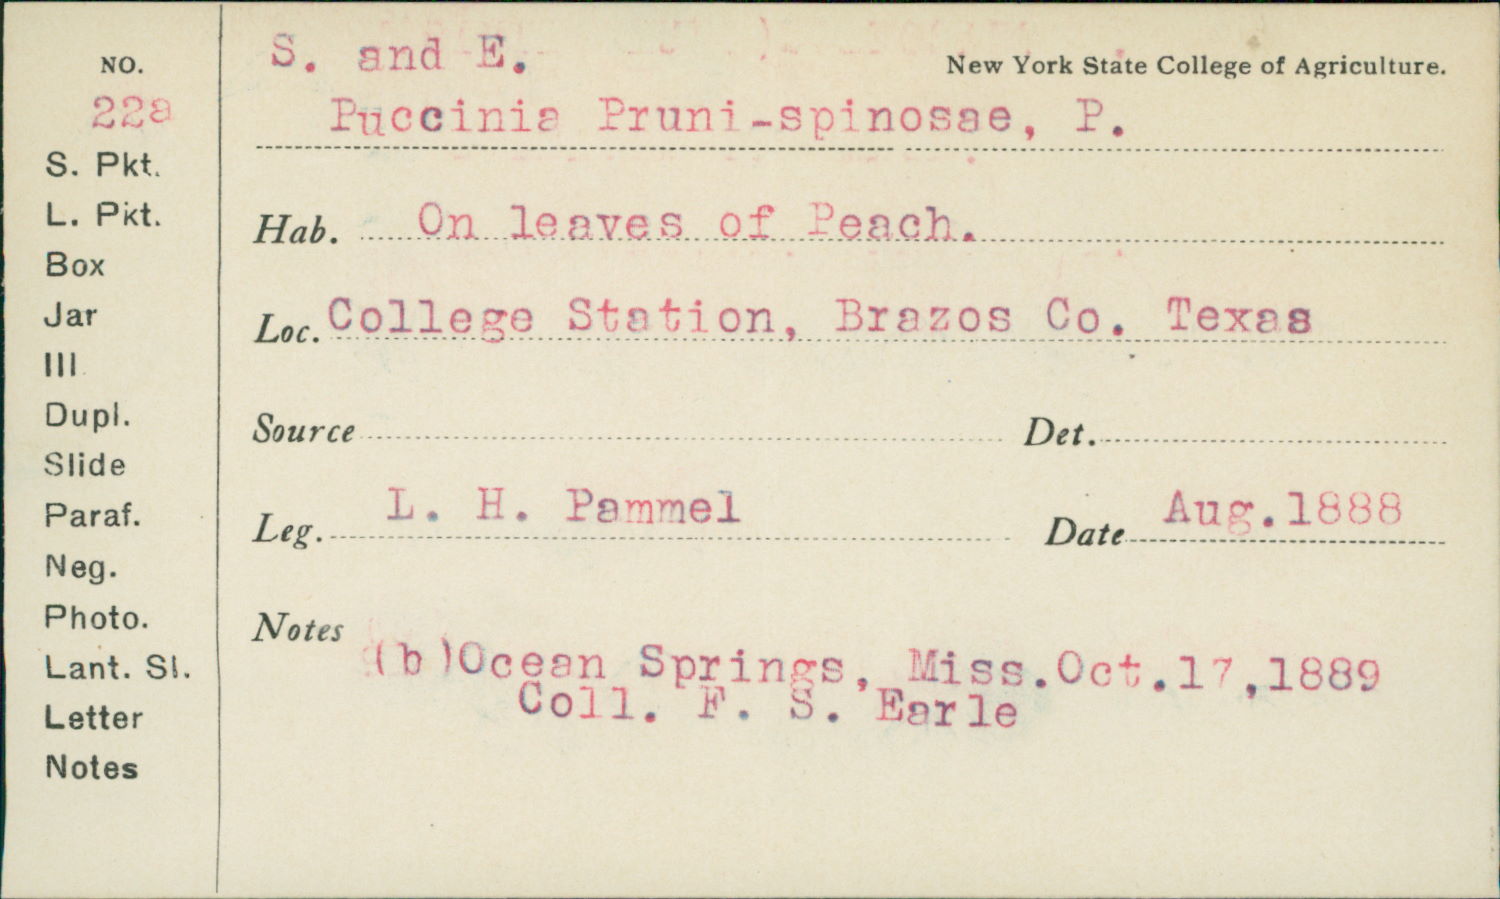 NO.
22a
S. Pkt.
L. Pkt.
Box
Jar
Ill
Dupl.
Slide
Paraf.
Neg.
Photo.
Lant. Sl.
Letter
Notes
S. and E.
New York State College of Agriculture.
Puccinia Pruni-spinosae, P.
Hab. On leaves of Peach.
Loc. College Station, Brazos Co. Texas
Source Det.
Leg. L. H. Pammel Date Aug.1888
Notes
(b)Ocean Springs, Miss.Oct.17,1889
Coll. F. S. Earle